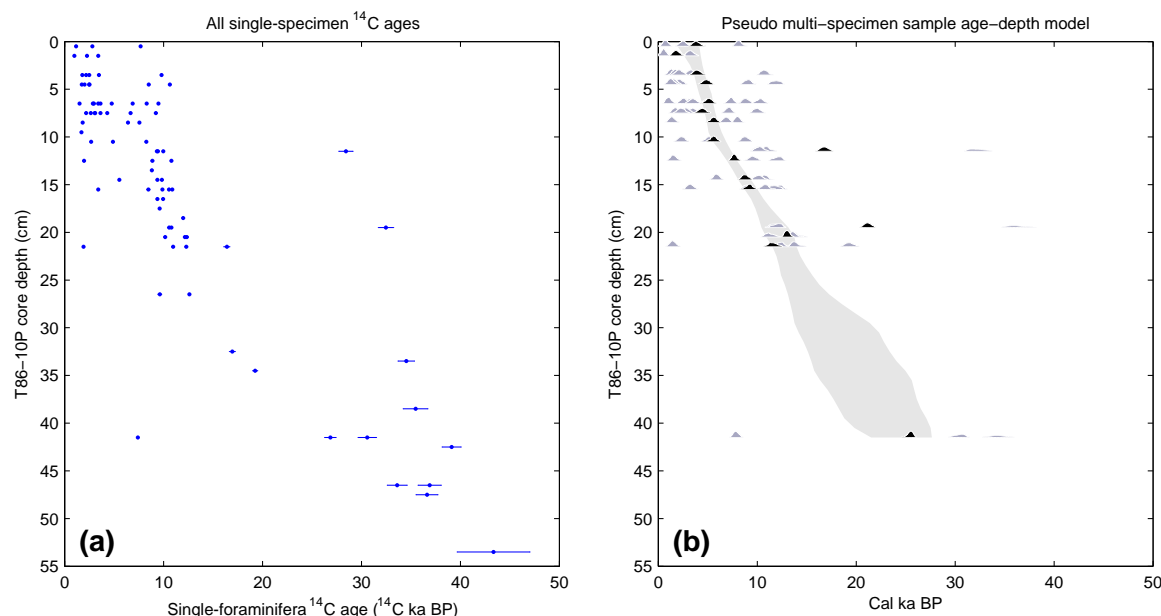 All single-specimen 14C ages
0
5
10
15
20
25
30
35
40
45
50
55
T86−10P core depth (cm)
(a)
0 10 20 30 40 50
Single-foraminifera 14C age (14C ka BP)
Pseudo multi−specimen sample age−depth model
0
5
10
15
20
25
30
35
40
45
50
55
T86−10P core depth (cm)
(b)
0 10 20 30 40 50
Cal ka BP